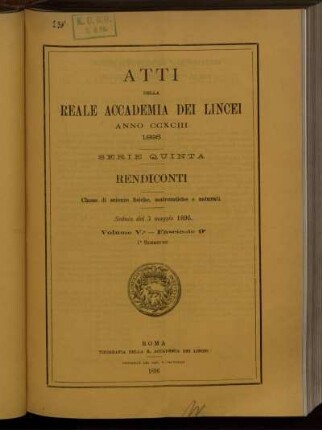 ATTI
DELLA
REALE ACCADEMIA DEI LINCEI
ANNO CCXCIII.
1896
SERIE QUINTA
RENDICONTI
Classe di scienze fisiche, matematiche e naturali.
Seduta del 3 maggio 1896.
Volume V.° — Fascicolo 9°
1° SEMESTRE
ROMA
TIPOGRAFIA DELLA R. ACCADEMIA DEI LINCEI
1896